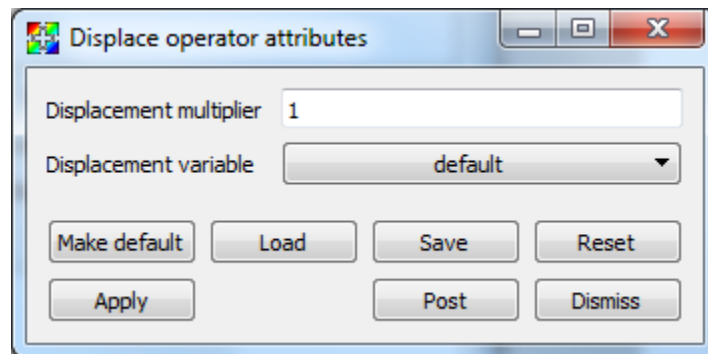 Displace operator attributes
Displacement multiplier 1
Displacement variable default
Make default Load Save Reset
Apply Post Dismiss